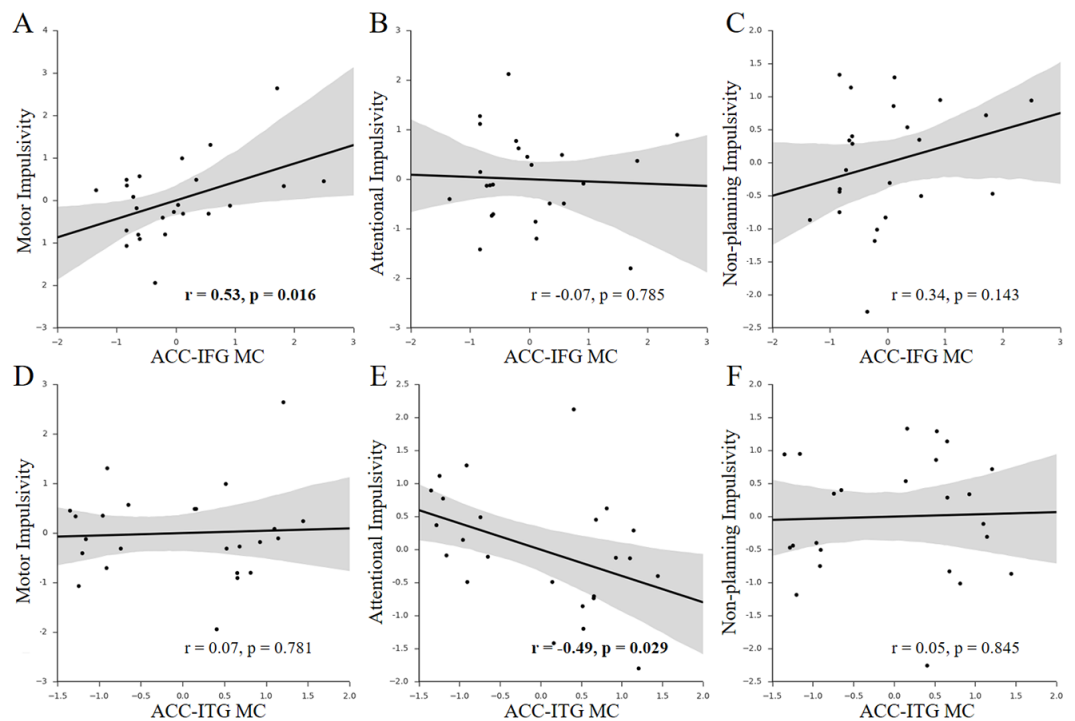 A
Motor Impulsivity
4
3
2
1
0
1
2
−3
r = 0.53, p = 0.016
−2 −1 0 1 2 3
ACC-IFG MC
B
Attentional Impulsivity
3
2
1
0
−1
−2
−3
r = -0.07, p = 0.785
−2 −1 0 1 2 3
ACC-IFG MC
C
Non-planning Impulsivity
2.0
1.5
1.0
0.5
0.0
−0.5
−1.0
−1.5
−2.0
−2.5
r = 0.34, p = 0.143
−2 −1 0 1 2 3
ACC-IFG MC
D
Motor Impulsivity
3
2
1
0
−1
−2
−3
r = 0.07, p = 0.781
−1.5 −1.0 −0.5 0.0 0.5 1.0 1.5 2.0
ACC-ITG MC
E
Attentional Impulsivity
2.5
2.0
1.5
1.0
0.5
0.0
−0.5
−1.0
−1.5
−2.0
r = -0.49, p = 0.029
−1.5 −1.0 −0.5 0.0 0.5 1.0 1.5 2.0
ACC-ITG MC
F
Non-planning Impulsivity
2.0
1.5
1.0
0.5
0.0
−0.5
−1.0
−1.5
−2.0
−2.5
r = 0.05, p = 0.845
−1.5 −1.0 −0.5 0.0 0.5 1.0 1.5 2.0
ACC-ITG MC